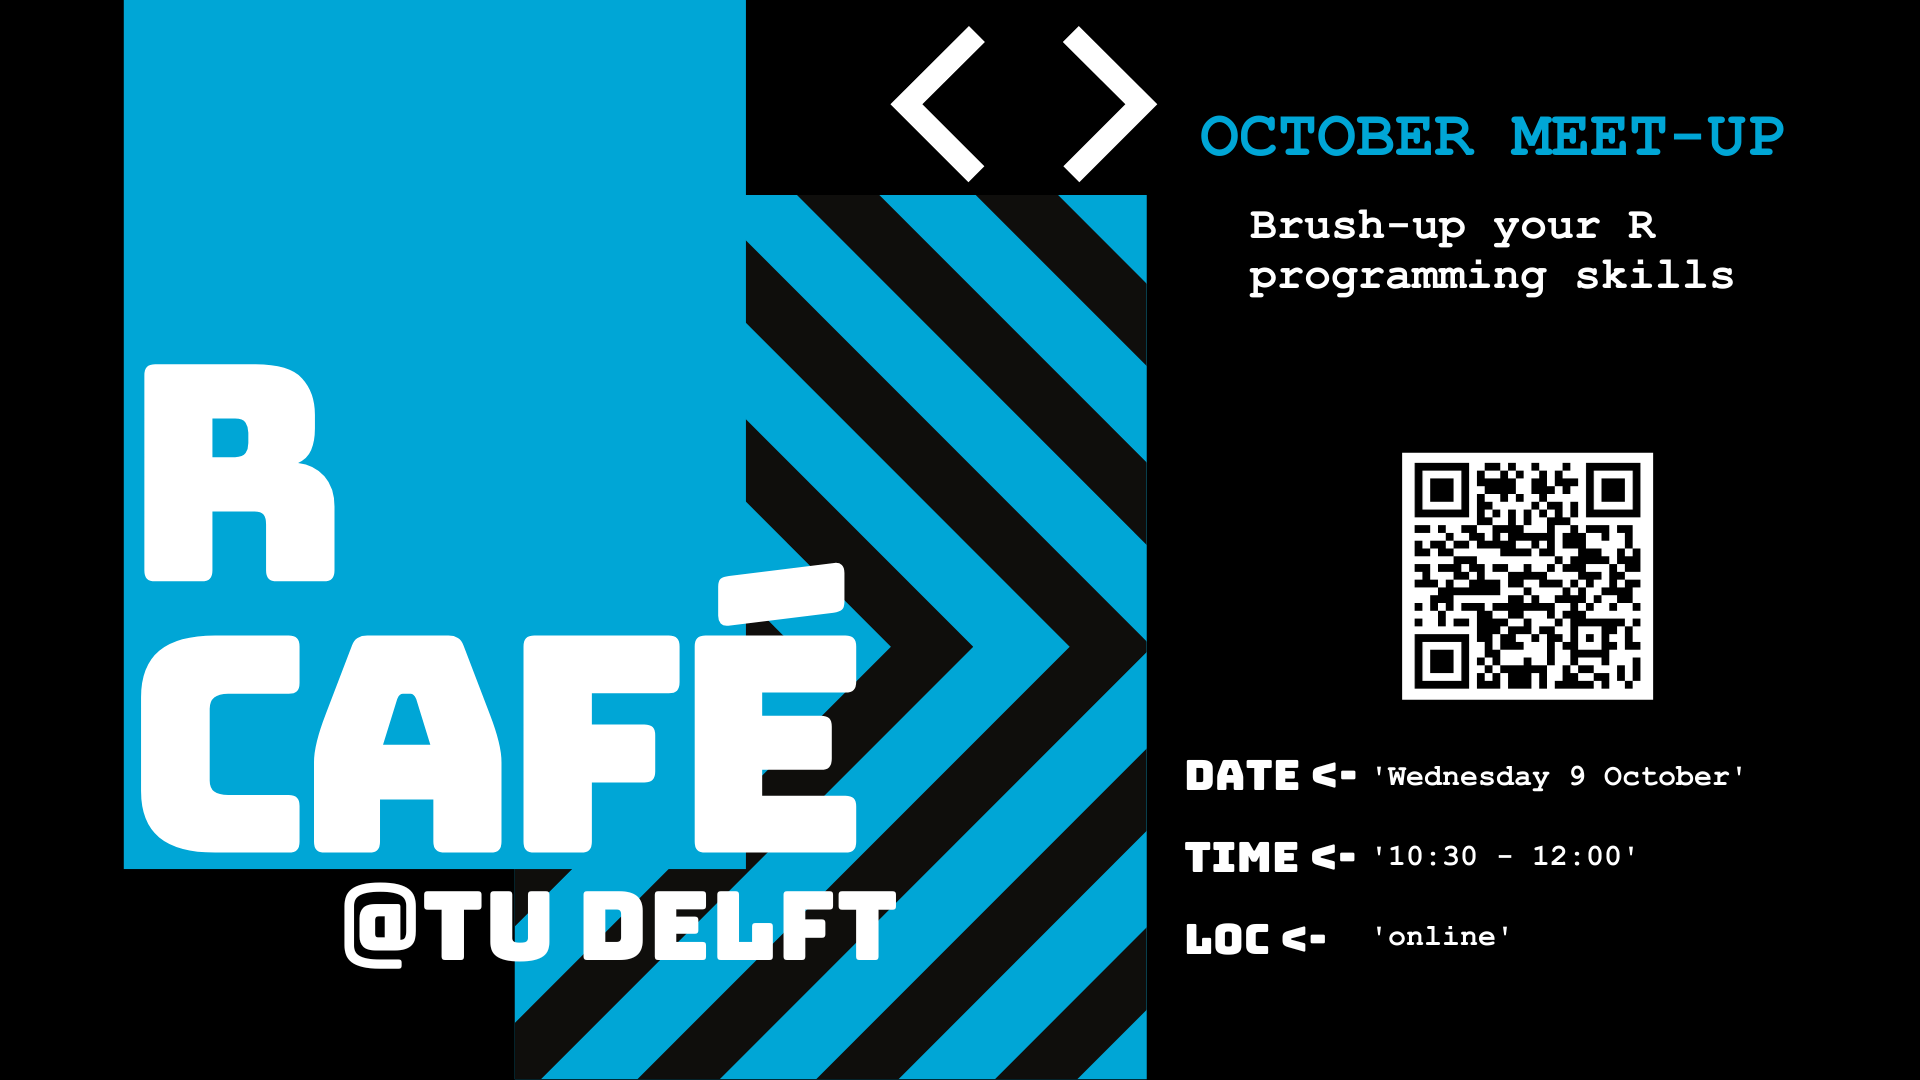 R
CAFÉ
@TU DELFT
< >
OCTOBER MEET-UP
Brush-up your R
programming skills
DATE <- 'Wednesday 9 October'
TIME <- '10:30 - 12:00'
LOC <- 'online'